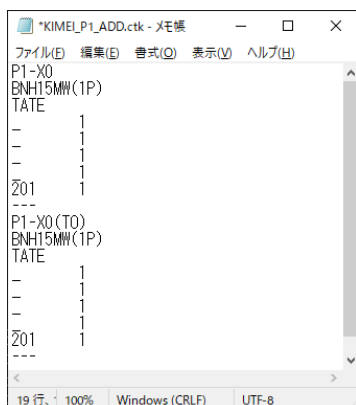 *KIMEI_P1_ADD.ctk - メモ帳
ファイル(F) 編集(E) 書式(O) 表示(V) ヘルプ(H)
P1-X0
BNH15MW(1P)
TATE
_ 1
_ 1
_ 1
_ 1
201 1
---
P1-X0(TO)
BNH15MW(1P)
TATE
_ 1
_ 1
_ 1
_ 1
201 1
---
19 行、 100% Windows (CRLF) UTF-8